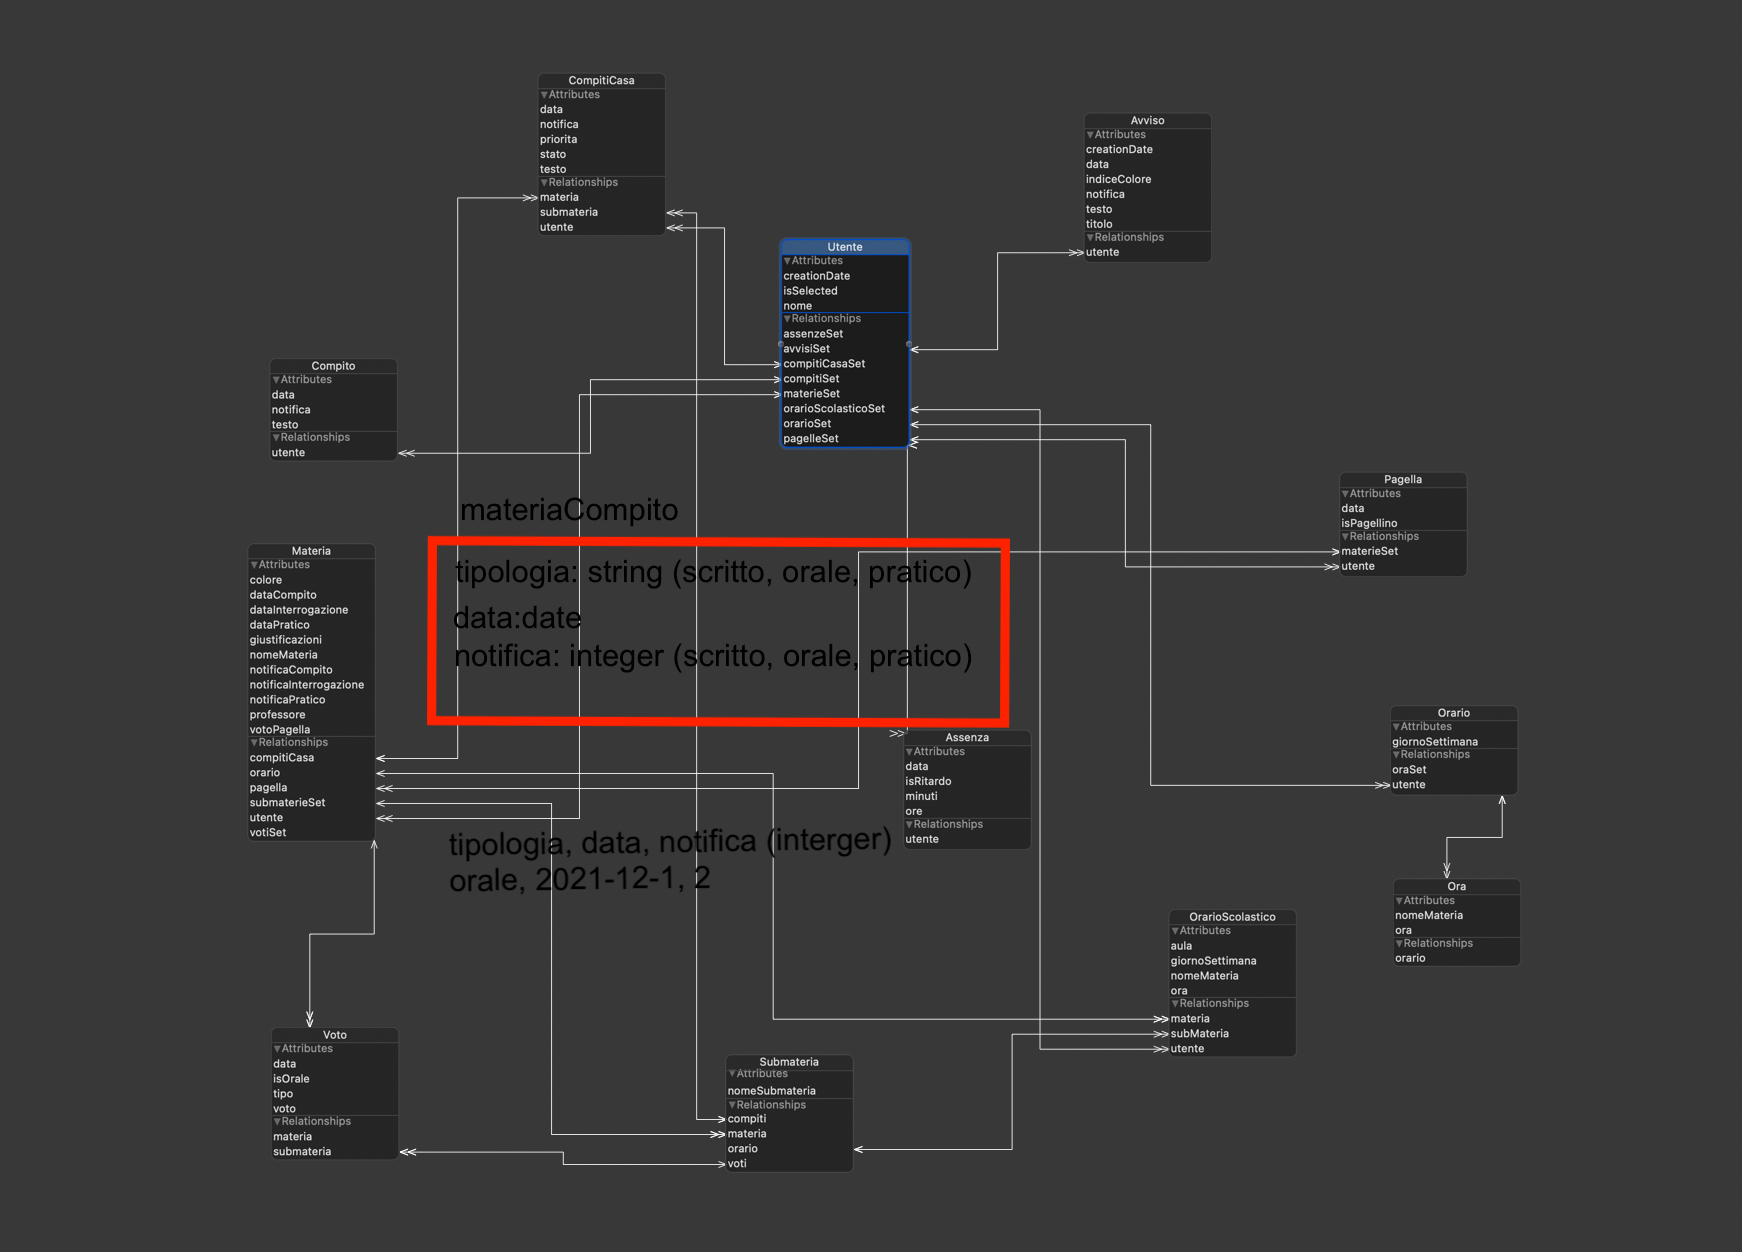 CompitiCasa
▼Attributes
data
notifica
priorita
stato
testo
▼Relationships
materia
submateria
utente
Avviso
▼Attributes
creationDate
data
indiceColore
notifica
testo
titolo
▼Relationships
utente
Utente
▼Attributes
creationDate
isSelected
nome
▼Relationships
assenzeSet
avvisiSet
compitiCasaSet
compitiSet
materieSet
orarioScolasticoSet
orarioSet
pagelleSet
Compito
▼Attributes
data
notifica
testo
▼Relationships
utente
Pagella
▼Attributes
data
isPagellino
▼Relationships
materieSet
utente
materiaCompito
tipologia: string (scritto, orale, pratico)
data:date
notifica: integer (scritto, orale, pratico)
Materia
▼Attributes
colore
dataCompito
dataInterrogazione
dataPratico
giustificazioni
nomeMateria
notificaCompito
notificaInterrogazione
notificaPratico
professore
votoPagella
▼Relationships
compitiCasa
orario
pagella
submaterieSet
utente
votiSet
Assenza
▼Attributes
data
isRitardo
minuti
ore
▼Relationships
utente
Orario
▼Attributes
giornoSettimana
▼Relationships
oraSet
utente
tipologia, data, notifica (interger)
orale, 2021-12-1, 2
Ora
▼Attributes
nomeMateria
ora
▼Relationships
orario
OrarioScolastico
▼Attributes
aula
giornoSettimana
nomeMateria
ora
▼Relationships
materia
subMateria
utente
Voto
▼Attributes
data
isOrale
tipo
voto
▼Relationships
materia
submateria
Submateria
▼Attributes
nomeSubmateria
▼Relationships
compiti
materia
orario
voti